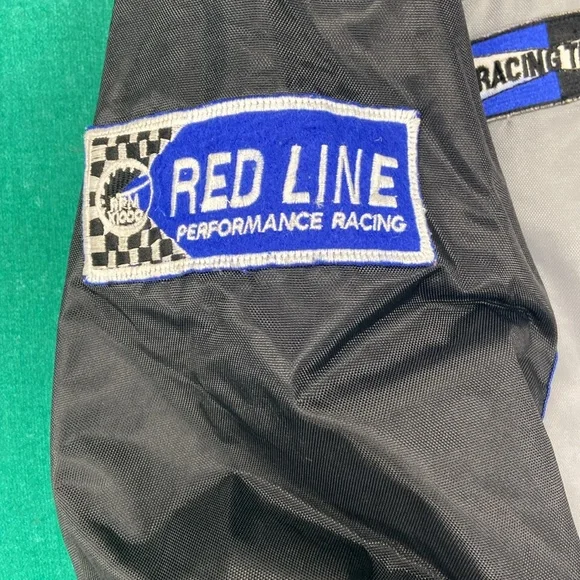 RED LINE
PERFORMANCE RACING
RPM
X1000
RACING T